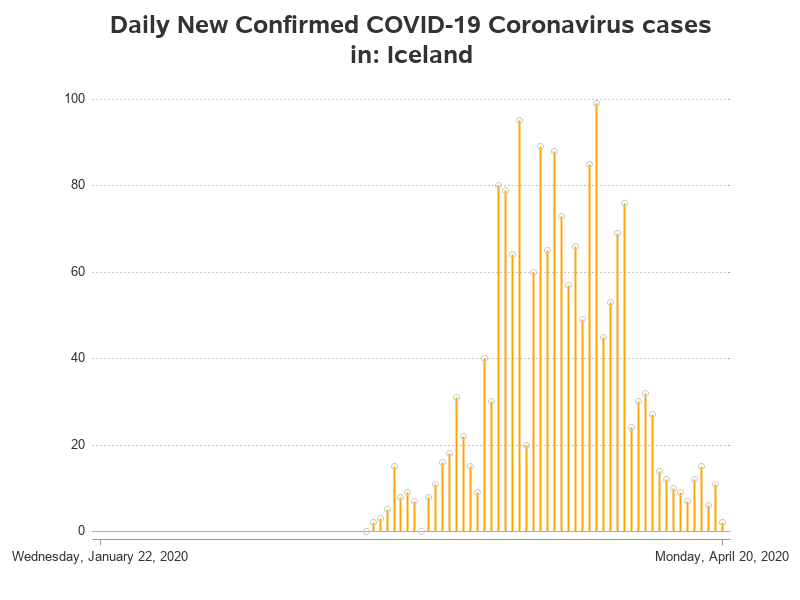 Daily New Confirmed COVID-19 Coronavirus cases
in: Iceland
100
80
60
40
20
0
Wednesday, January 22, 2020
Monday, April 20, 2020